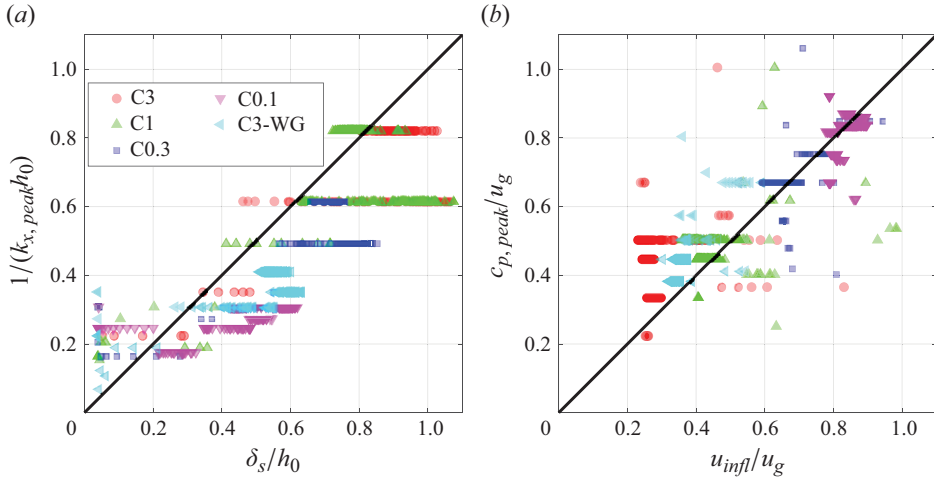 (a)
1.0
0.8
0.6
0.4
0.2
1/(k_{x, peak}h_0)
C3
C1
C0.3
C0.1
C3-WG
0 0.2 0.4 0.6 0.8 1.0
δ_s/h_0
(b)
1.0
0.8
0.6
0.4
0.2
c_{p, peak}/u_g
0 0.2 0.4 0.6 0.8 1.0
u_{infl}/u_g